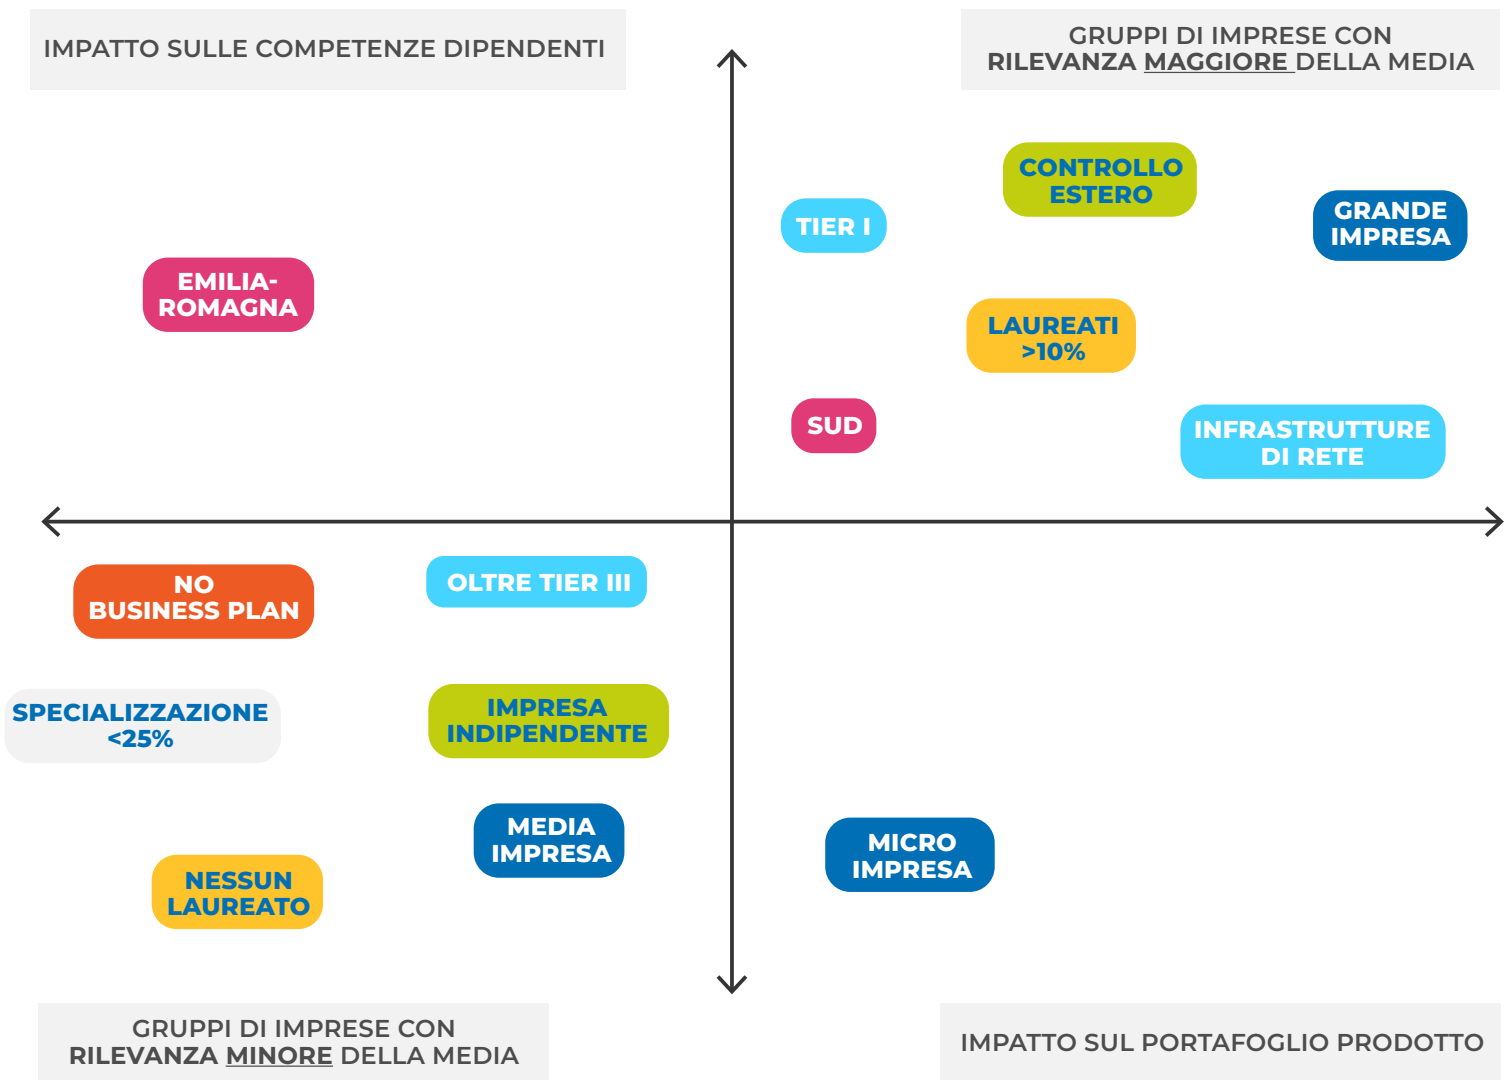 IMPATTO SULLE COMPETENZE DIPENDENTI
GRUPPI DI IMPRESE CON
RILEVANZA MAGGIORE DELLA MEDIA
CONTROLLO
ESTERO
TIER I
GRANDE
IMPRESA
EMILIA-
ROMAGNA
LAUREATI
>10%
SUD
INFRASTRUTTURE
DI RETE
NO
BUSINESS PLAN
OLTRE TIER III
SPECIALIZZAZIONE
<25%
IMPRESA
INDIPENDENTE
MEDIA
IMPRESA
MICRO
IMPRESA
NESSUN
LAUREATO
GRUPPI DI IMPRESE CON
RILEVANZA MINORE DELLA MEDIA
IMPATTO SUL PORTAFOGLIO PRODOTTO